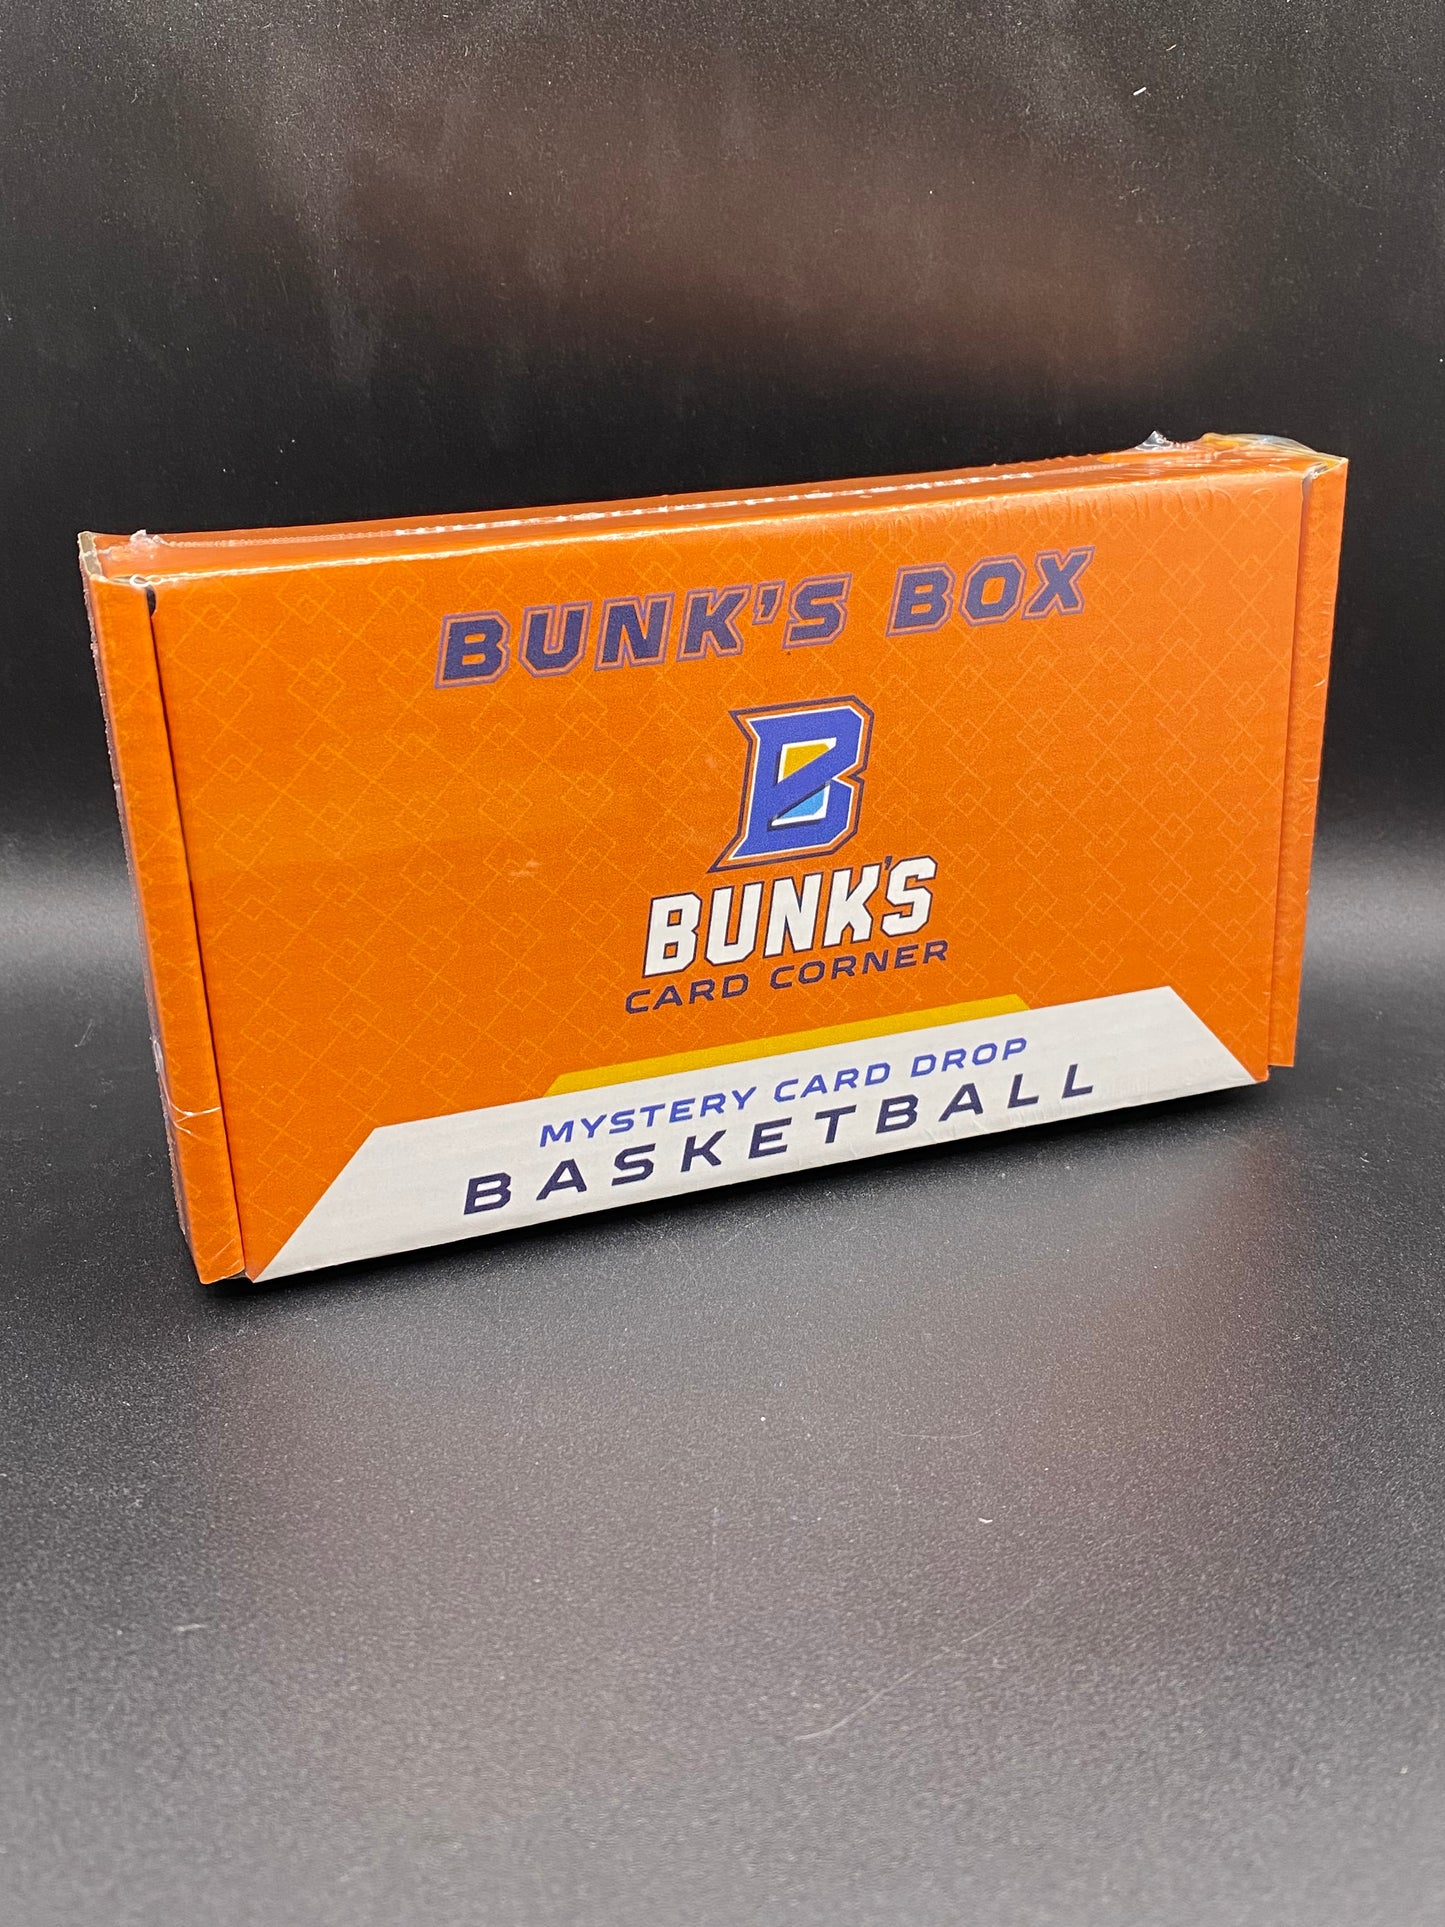 BUNK'S BOX
B
BUNK'S
CARD CORNER
MYSTERY CARD DROP
BASKETBALL